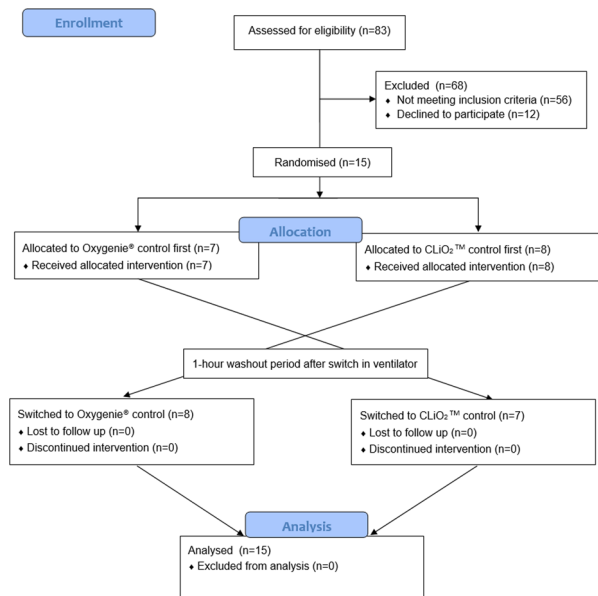 Enrollment
Assessed for eligibility (n=83)
Excluded (n=68)
♦ Not meeting inclusion criteria (n=56)
♦ Declined to participate (n=12)
Randomised (n=15)
Allocation
Allocated to Oxygenie® control first (n=7)
♦ Received allocated intervention (n=7)
Allocated to CLiO₂™ control first (n=8)
♦ Received allocated intervention (n=8)
1-hour washout period after switch in ventilator
Switched to Oxygenie® control (n=8)
♦ Lost to follow up (n=0)
♦ Discontinued intervention (n=0)
Switched to CLiO₂™ control (n=7)
♦ Lost to follow up (n=0)
♦ Discontinued intervention (n=0)
Analysis
Analysed (n=15)
♦ Excluded from analysis (n=0)